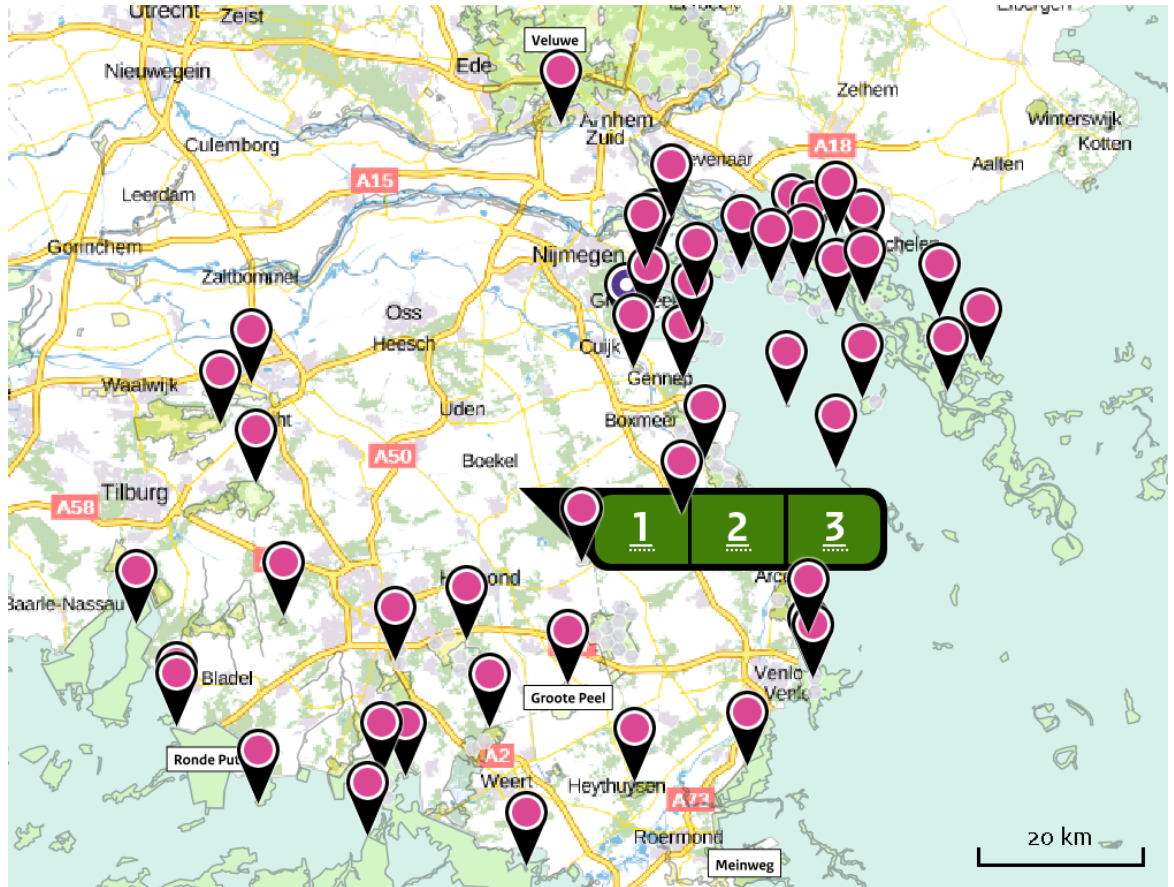 Utrecht
Zeist
Nieuwegein
Ede
Veluwe
Zelhem
Arnhem
Zuid
Winterswijk
Kotten
Culemborg
A18
Aalten
A15
Leerdam
Gorinchem
Nijmegen
Zaltbommel
Oss
Heesch
Cuijk
Gennep
Waalwijk
Uden
Boxmeer
A50
Boekel
Tilburg
A58
1
2
3
Baarle-Nassau
Bladel
Venlo
Groote Peel
Ronde Put
A2
Weert
Heythuysen
A73
Roermond
Meinweg
20 km